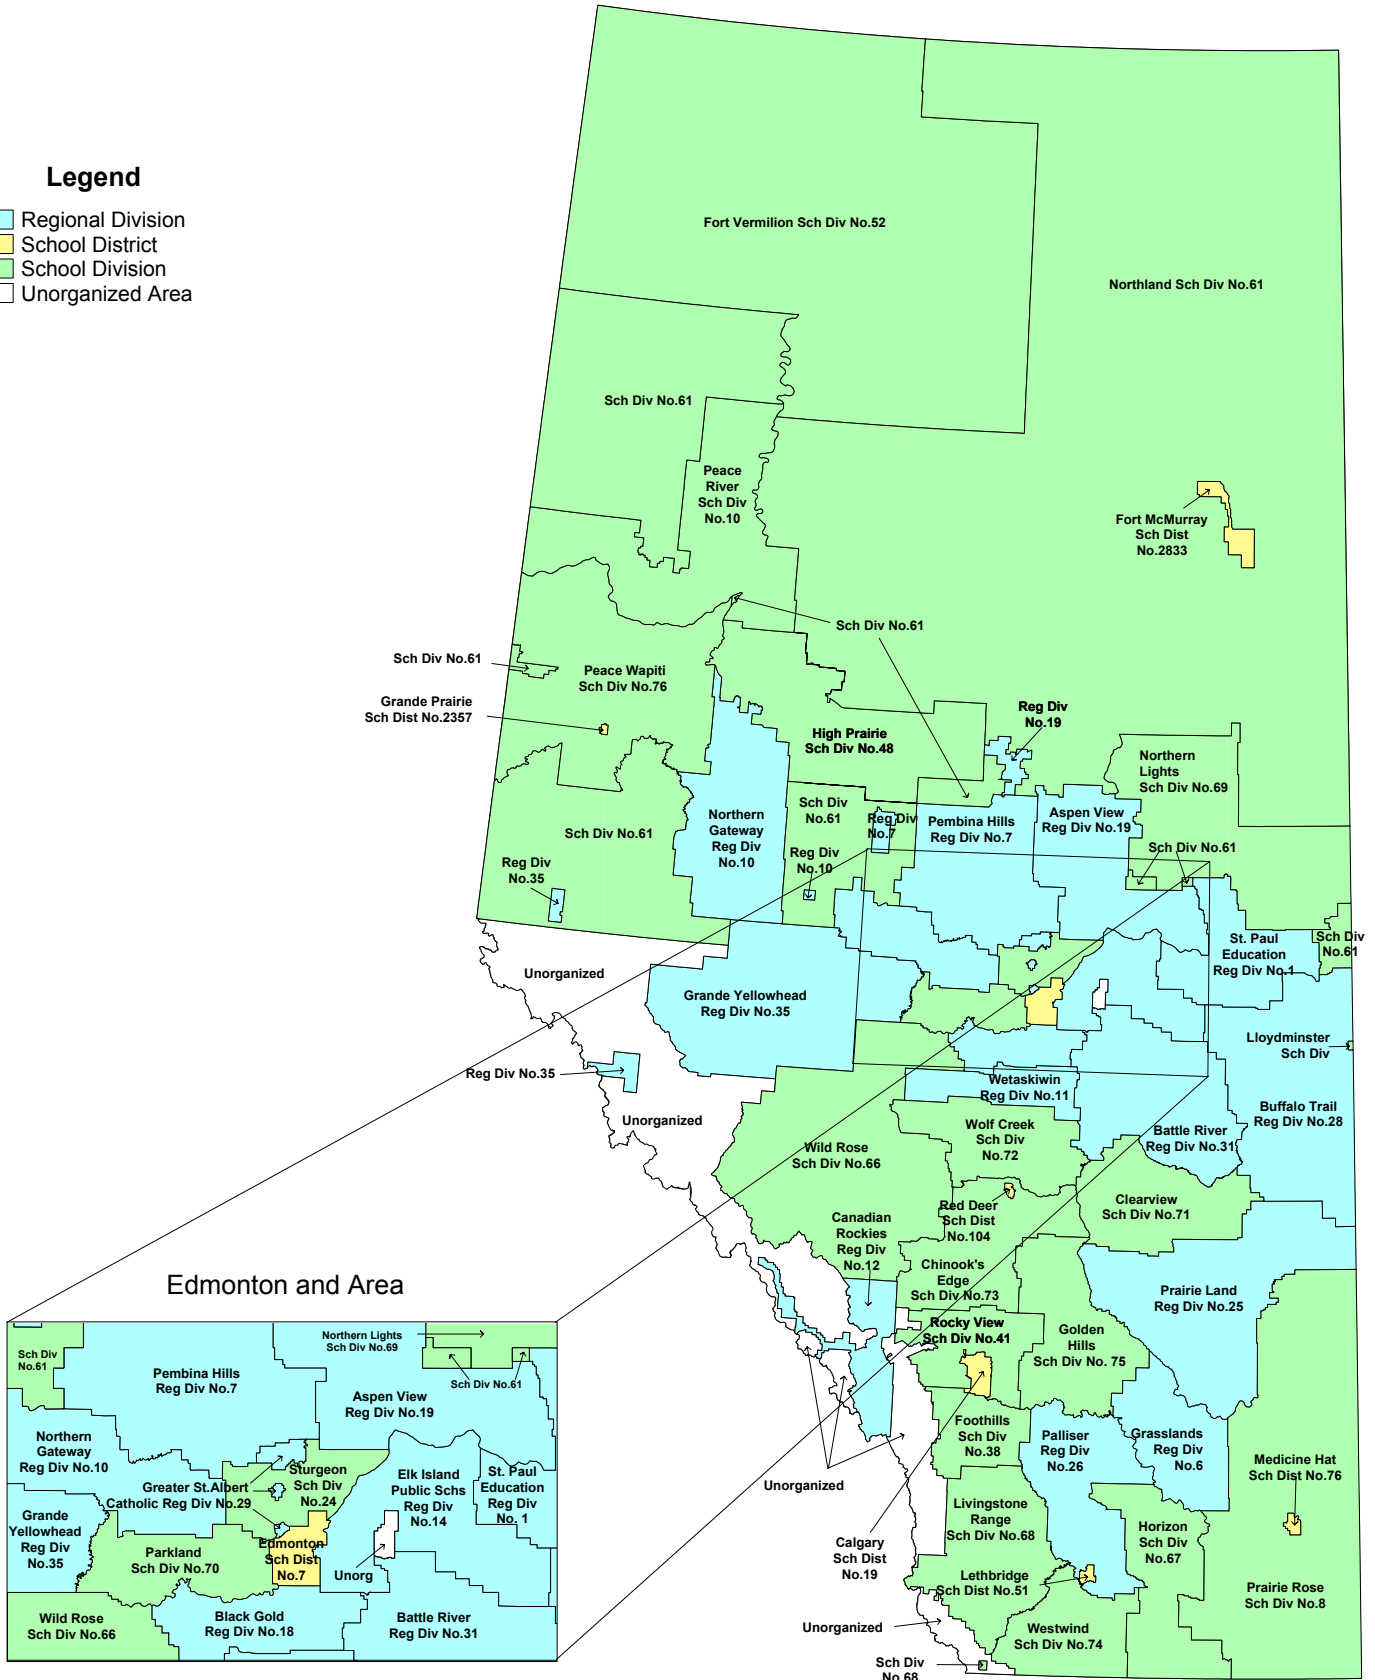 Legend
Regional Division
School District
School Division
Unorganized Area
Fort Vermilion Sch Div No.52
Northland Sch Div No.61
Sch Div No.61
Peace
River
Sch Div
No.10
Fort McMurray
Sch Dist
No.2833
Sch Div No.61
Sch Div No.61
Peace Wapiti
Sch Div No.76
Grande Prairie
Sch Dist No.2357
Reg Div
No.19
High Prairie
Sch Div No.48
Northern
Lights
Sch Div No.69
Sch Div
No.61
Northern
Gateway
Reg Div
No.10
Reg Div
No.7
Pembina Hills
Reg Div No.7
Aspen View
Reg Div No.19
Sch Div No.61
Sch Div No.61
Reg Div
No.10
Reg Div
No.35
St. Paul
Education
Reg Div No.1
Sch Div
No.61
Unorganized
Grande Yellowhead
Reg Div No.35
Lloydminster
Sch Div
Reg Div No.35
Wetaskiwin
Reg Div No.11
Buffalo Trail
Reg Div No.28
Unorganized
Wolf Creek
Sch Div
No.72
Battle River
Reg Div No.31
Wild Rose
Sch Div No.66
Clearview
Sch Div No.71
Red Deer
Sch Dist
No.104
Canadian
Rockies
Reg Div
No.12
Chinook's
Edge
Sch Div No.73
Prairie Land
Reg Div No.25
Rocky View
Sch Div No.41
Golden
Hills
Sch Div No. 75
Foothills
Sch Div
No.38
Palliser
Reg Div
No.26
Grasslands
Reg Div
No.6
Medicine Hat
Sch Dist No.76
Unorganized
Livingstone
Range
Sch Div No.68
Calgary
Sch Dist
No.19
Horizon
Sch Div
No.67
Lethbridge
Sch Dist No.51
Prairie Rose
Sch Div No.8
Unorganized
Westwind
Sch Div No.74
Sch Div
No.68
Edmonton and Area
Northern Lights
Sch Div No.69
Sch Div
No.61
Pembina Hills
Reg Div No.7
Sch Div No.61
Aspen View
Reg Div No.19
Northern
Gateway
Reg Div No.10
Greater St.Albert
Catholic Reg Div No.29
Sturgeon
Sch Div
No.24
Elk Island
Public Schs
Reg Div
No.14
St. Paul
Education
Reg Div
No. 1
Grande
Yellowhead
Reg Div
No.35
Parkland
Sch Div No.70
Edmonton
Sch Dist
No.7
Unorg
Wild Rose
Sch Div No.66
Black Gold
Reg Div No.18
Battle River
Reg Div No.31